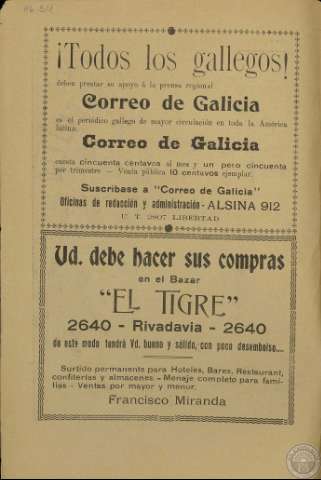 ¡Todos los gallegos!
deben prestar su apoyo á la prensa regional
Correo de Galicia
es el periódico gallego de mayor circulación en toda la América
latina.
Correo de Galicia
cuesta cincuenta centavos al mes y un peso cincuenta
por trimestre — Venta pública 10 centavos ejemplar.
Suscríbase a "Correo de Galicia"
Oficinas de redacción y administración - ALSINA 912
U. T. 2807 LIBERTAD
Ud. debe hacer sus compras
en el Bazar
"EL TIGRE"
2640 - Rivadavia - 2640
de este modo tendrá Vd. bueno y sólido, con poco desembolso...
Surtido permanente para Hoteles, Bares, Restaurant,
confiterías y almacenes - Menaje completo para fami-
lias - Ventas por mayor y menor.
Francisco Miranda